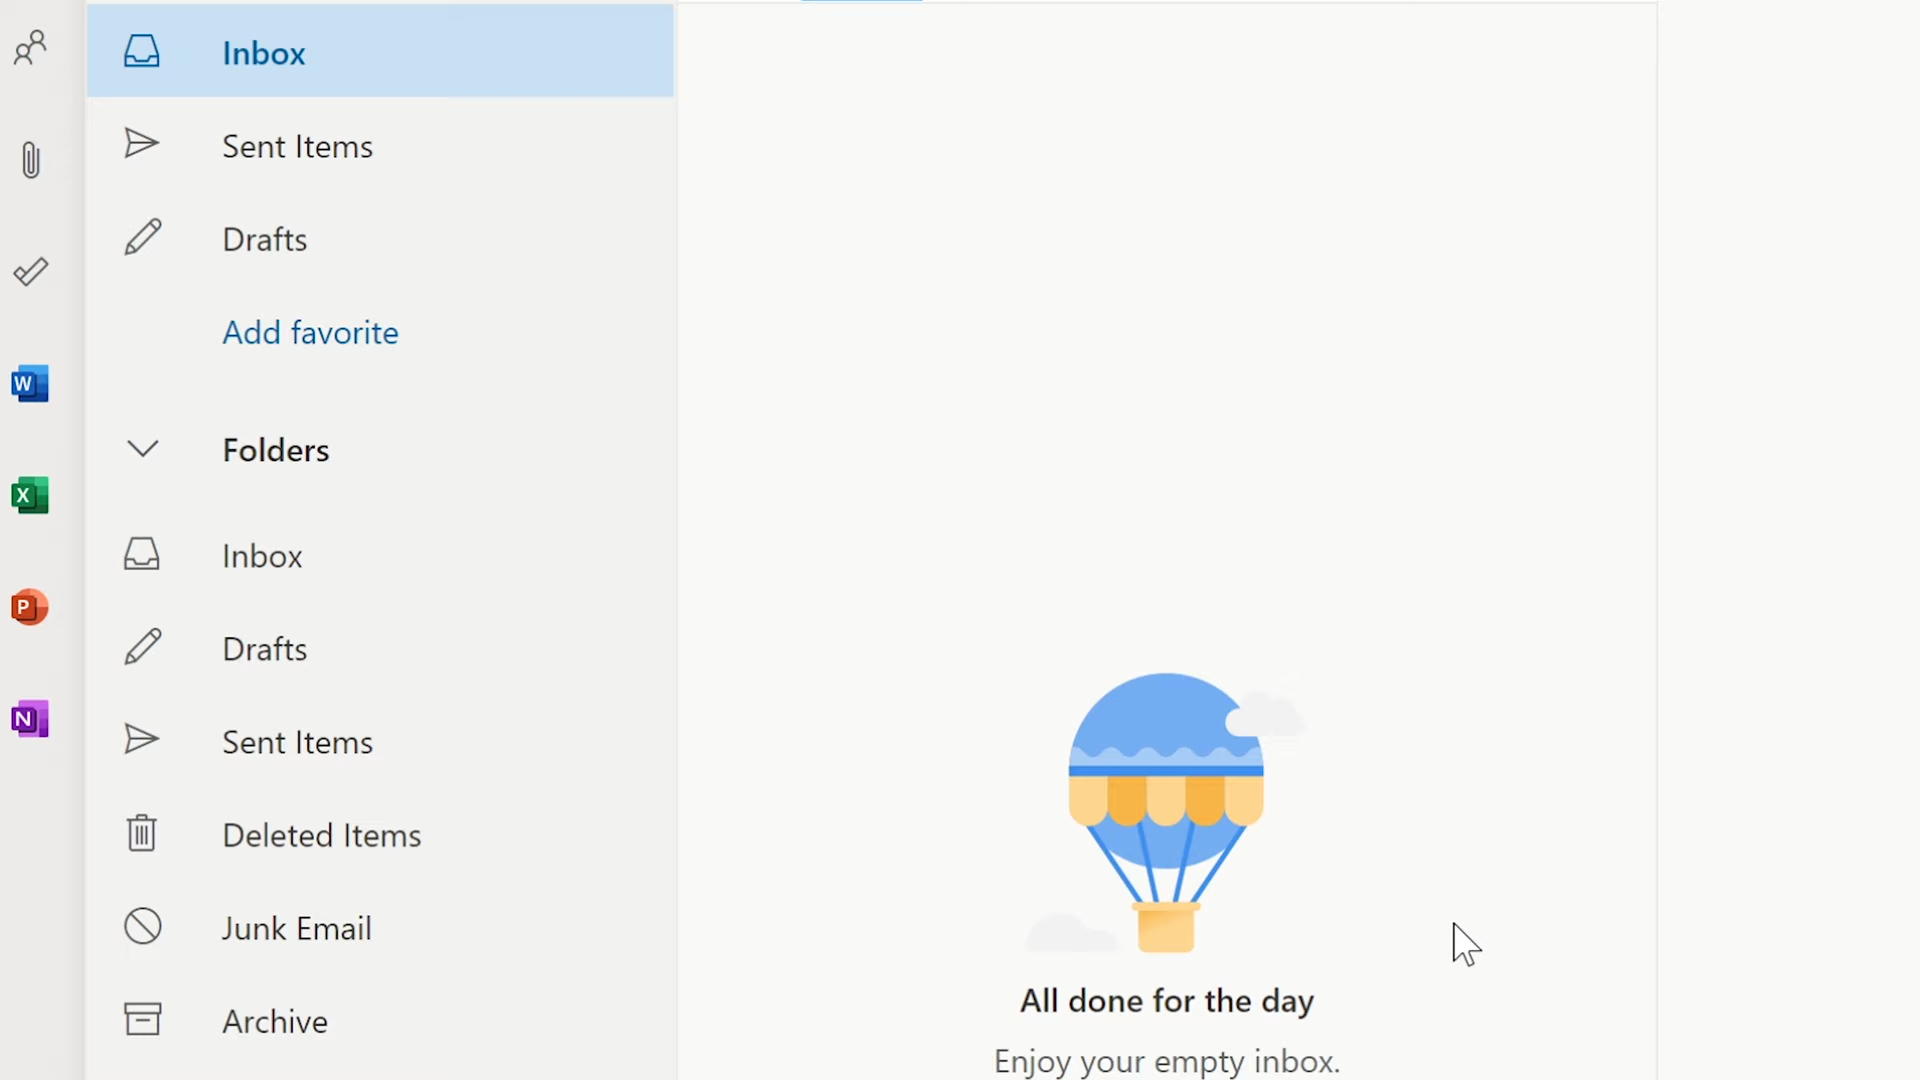 Inbox
Sent Items
Drafts
Add favorite
W
Folders
X
Inbox
P
Drafts
N
Sent Items
Deleted Items
Junk Email
Archive
All done for the day
Enjoy your empty inbox.